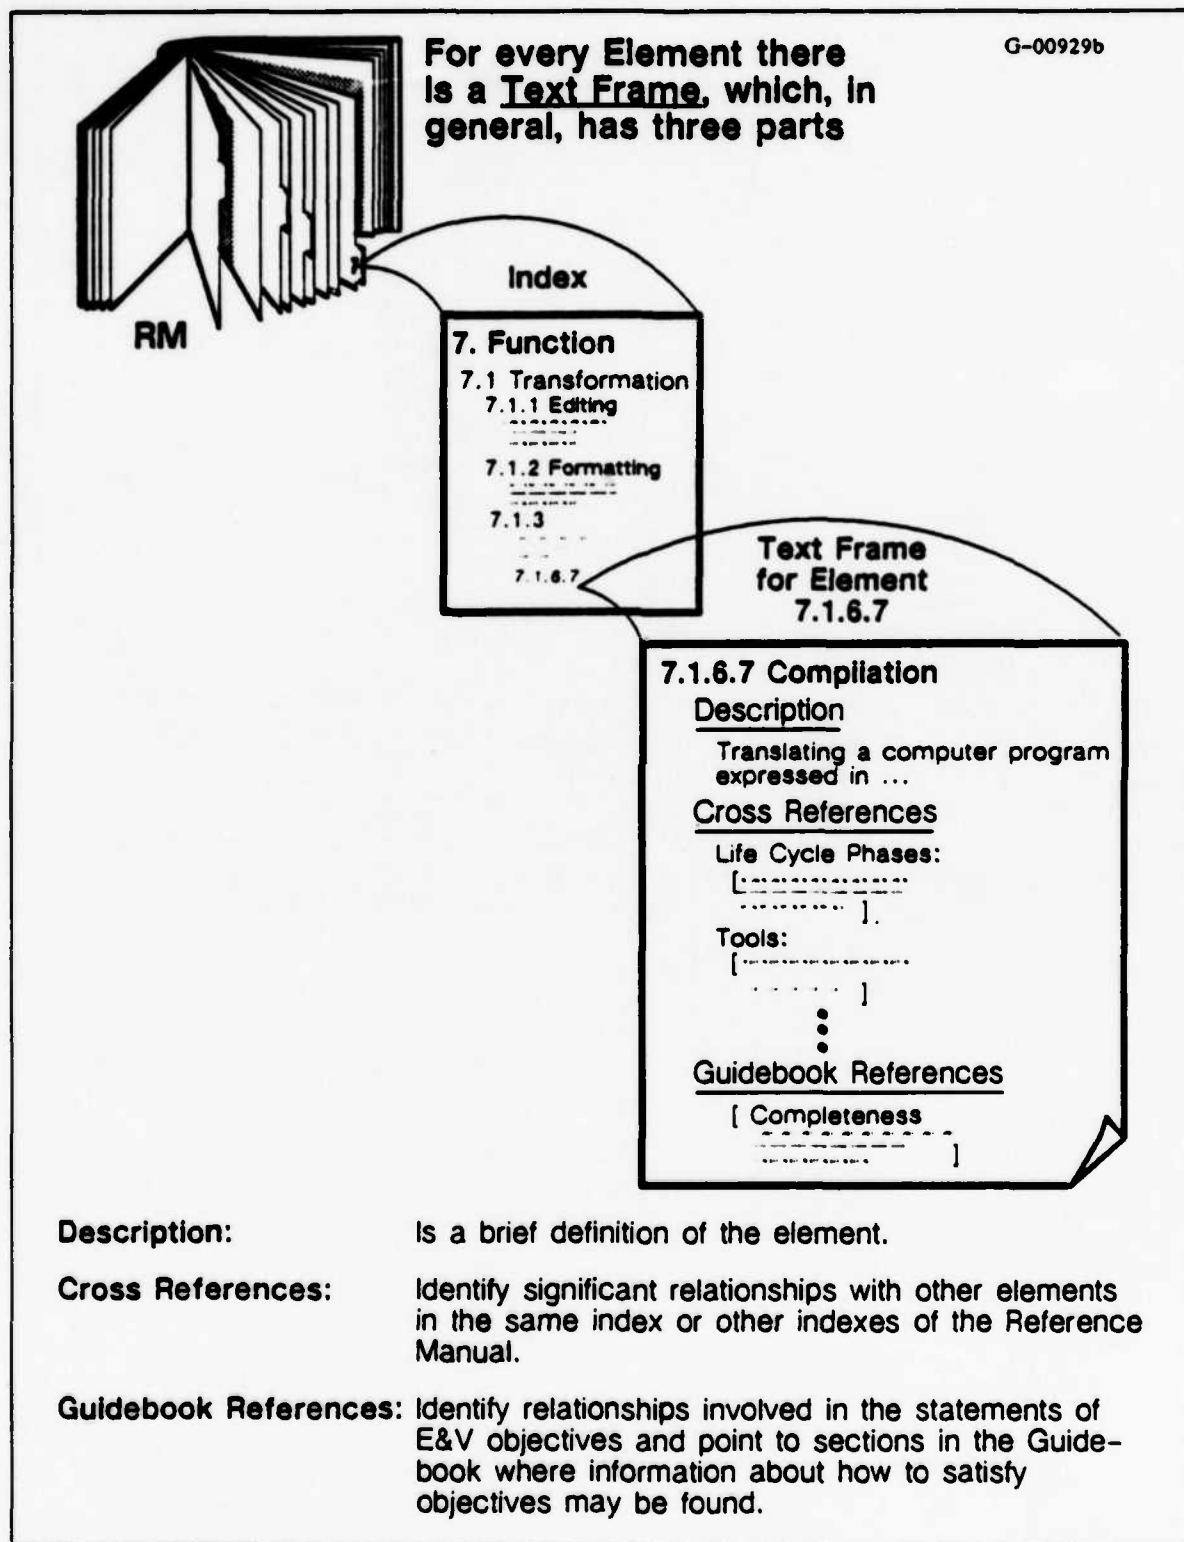 For every Element there
is a Text Frame, which, in
general, has three parts
G-00929b
RM
7
Index
7. Function
7.1 Transformation
7.1.1 Editing
7.1.2 Formatting
7.1.3
7.1.6.7
Text Frame
for Element
7.1.6.7
7.1.6.7 Compilation
Description
Translating a computer program
expressed in ...
Cross References
Life Cycle Phases:
[
].
Tools:
[
]
Guidebook References
[ Completeness
]
Description: Is a brief definition of the element.
Cross References: Identify significant relationships with other elements
in the same index or other indexes of the Reference
Manual.
Guidebook References: Identify relationships involved in the statements of
E&V objectives and point to sections in the Guide-
book where information about how to satisfy
objectives may be found.